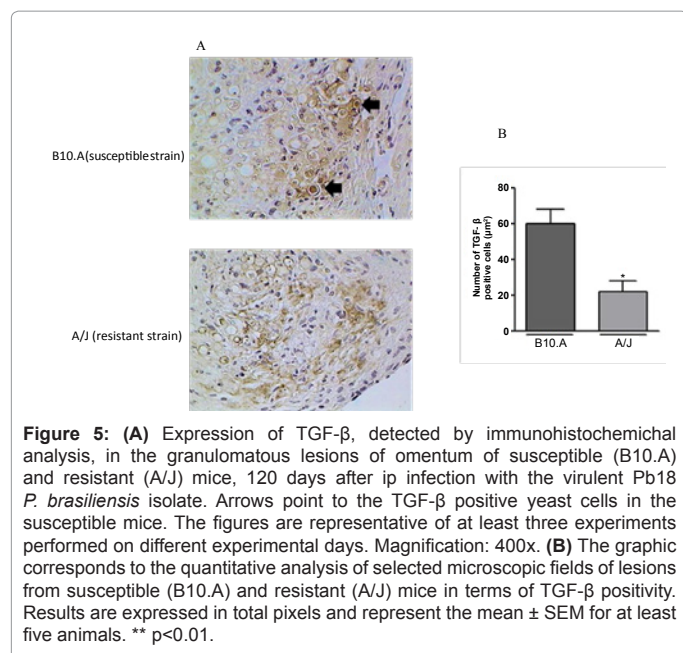 A
B10.A(susceptiblestrain)
A/J (resistant strain)
B
Number of TGF- β
positive cells (µm²)
80
60
40
20
0
*
B10.A
A/J
Figure 5: (A) Expression of TGF-β, detected by immunohistochemichal
analysis, in the granulomatous lesions of omentum of susceptible (B10.A)
and resistant (A/J) mice, 120 days after ip infection with the virulent Pb18
P. brasiliensis isolate. Arrows point to the TGF-β positive yeast cells in the
susceptible mice. The figures are representative of at least three experiments
performed on different experimental days. Magnification: 400x. (B) The graphic
corresponds to the quantitative analysis of selected microscopic fields of lesions
from susceptible (B10.A) and resistant (A/J) mice in terms of TGF-β positivity.
Results are expressed in total pixels and represent the mean ± SEM for at least
five animals. ** p<0.01.